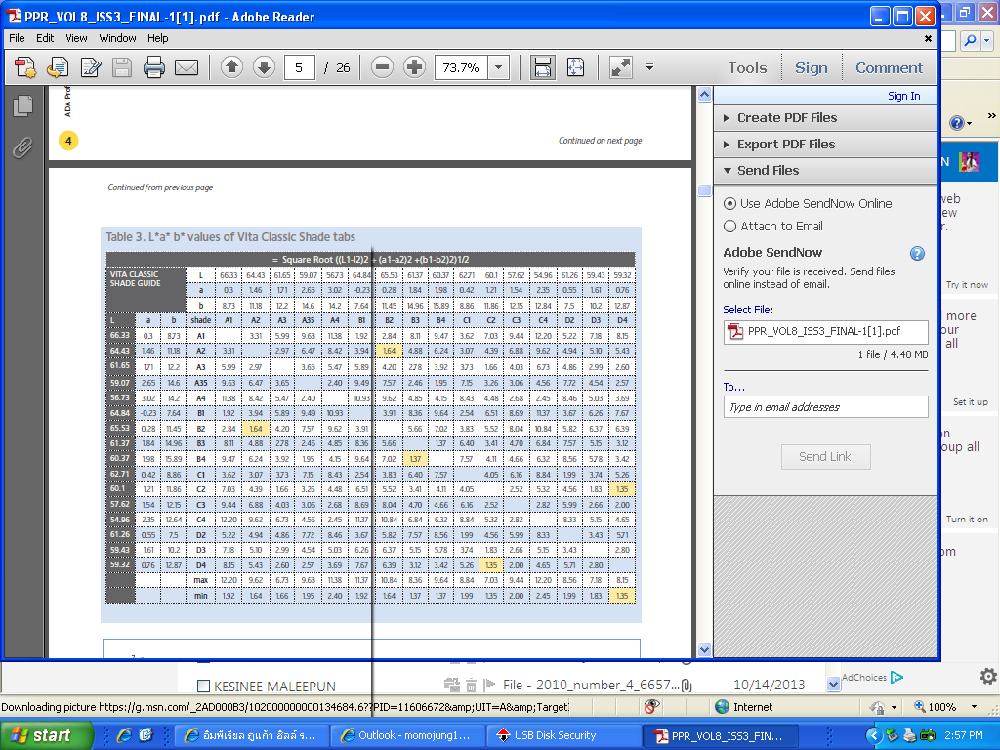 PPR_VOL8_ISS3_FINAL-1[1].pdf - Adobe Reader
File Edit View Window Help
5 / 26 73.7% Tools Sign Comment
Sign In
Create PDF Files
Export PDF Files
Send Files
Use Adobe SendNow Online
Attach to Email
Adobe SendNow
Verify your file is received. Send files
online instead of email.
Select File:
PPR_VOL8_ISS3_FINAL-1[1].pdf
1 file / 4.40 MB
To...
Type in email addresses
Send Link
4
Continued on next page
Continued from previous page
Table 3. L*a* b* values of Vita Classic Shade tabs
= Square Root ((L1-l2)2 + (a1-a2)2 +(b1-b2)2)1/2
VITA CLASSIC
SHADE GUIDE
L 66.33 64.43 61.65 59.07 56.73 64.84 65.53 61.37 60.37 62.71 60.1 57.62 54.96 61.26 59.43 59.32
a 0.3 1.46 1.71 2.65 3.02 -0.23 0.28 1.84 1.98 0.42 1.21 1.54 2.35 0.55 1.61 0.76
b 8.73 11.18 12.2 14.6 14.2 7.64 11.45 14.96 15.89 8.86 11.86 12.15 12.84 7.5 10.2 12.87
L a b shade A1 A2 A3 A35 A4 B1 B2 B3 B4 C1 C2 C3 C4 D2 D3 D4
66.33 0.3 8.73 A1 3.31 5.99 9.63 11.38 1.92 2.84 8.11 9.47 3.62 7.03 9.44 12.20 5.22 7.18 8.15
64.43 1.46 11.18 A2 3.31 2.97 6.47 8.42 3.94 1.64 4.88 6.24 3.07 4.39 6.88 9.62 4.94 5.10 5.43
61.65 1.71 12.2 A3 5.99 2.97 3.65 5.47 5.89 4.20 2.78 3.92 3.73 1.66 4.03 6.73 4.86 2.99 2.60
59.07 2.65 14.6 A35 9.63 6.47 3.65 2.40 9.49 7.57 2.46 1.95 7.15 3.26 3.06 4.56 7.72 4.54 2.57
56.73 3.02 14.2 A4 11.38 8.42 5.47 2.40 10.93 9.62 4.85 4.15 8.43 4.48 2.68 2.45 8.46 5.03 3.69
64.84 -0.23 7.64 B1 1.92 3.94 5.89 9.49 10.93 3.91 8.36 9.64 2.54 6.51 8.69 11.37 3.67 6.26 7.67
65.53 0.28 11.45 B2 2.84 1.64 4.20 7.57 9.62 3.91 5.66 7.02 3.83 5.52 8.04 10.84 5.82 6.37 6.39
61.37 1.84 14.96 B3 8.11 4.88 2.78 2.46 4.85 8.36 5.66 1.37 6.40 3.41 4.70 6.84 7.57 5.15 3.12
60.37 1.98 15.89 B4 9.47 6.24 3.92 1.95 4.15 9.64 7.02 1.37 7.57 4.11 4.66 6.32 8.56 5.78 3.42
62.71 0.42 8.86 C1 3.62 3.07 3.73 7.15 8.43 2.54 3.83 6.40 7.57 4.05 6.16 8.84 1.99 3.74 5.26
60.1 1.21 11.86 C2 7.03 4.39 1.66 3.26 4.48 6.51 5.52 3.41 4.11 4.05 2.52 5.32 4.56 1.83 1.35
57.62 1.54 12.15 C3 9.44 6.88 4.03 3.06 2.68 8.69 8.04 4.70 4.66 6.16 2.52 2.82 5.99 2.66 2.00
54.96 2.35 12.64 C4 12.20 9.62 6.73 4.56 2.45 11.37 10.84 6.84 6.32 8.84 5.32 2.82 8.33 5.15 4.65
61.26 0.55 7.5 D2 5.22 4.94 4.86 7.72 8.46 3.67 5.82 7.57 8.56 1.99 4.56 5.99 8.33 3.43 5.71
59.43 1.61 10.2 D3 7.18 5.10 2.99 4.54 5.03 6.26 6.37 5.15 5.78 3.74 1.83 2.66 5.15 3.43 2.80
59.32 0.76 12.87 D4 8.15 5.43 2.60 2.57 3.69 7.67 6.39 3.12 3.42 5.26 1.35 2.00 4.65 5.71 2.80
max 12.20 9.62 6.73 9.63 11.38 11.37 10.84 8.36 9.64 8.84 7.03 9.44 12.20 8.56 7.18 8.15
min 1.92 1.64 1.66 1.95 2.40 1.92 1.64 1.37 1.37 1.99 1.35 2.00 2.45 1.99 1.83 1.35
Try it now
more
Set it up
Turn it on
KESINEE MALEEPUN File - 2010_number_4_6657... 10/14/2013
AdChoices
Downloading picture https://g.msn.com/_2AD000B3/102000000000134684.6??PID=11606672&amp;UIT=A&amp;Target Internet 100%
start อิมพีเรียล ภูแก้ว ฮิลล์ ร... Outlook - momojung1... USB Disk Security PPR_VOL8_ISS3_FIN... 2:57 PM